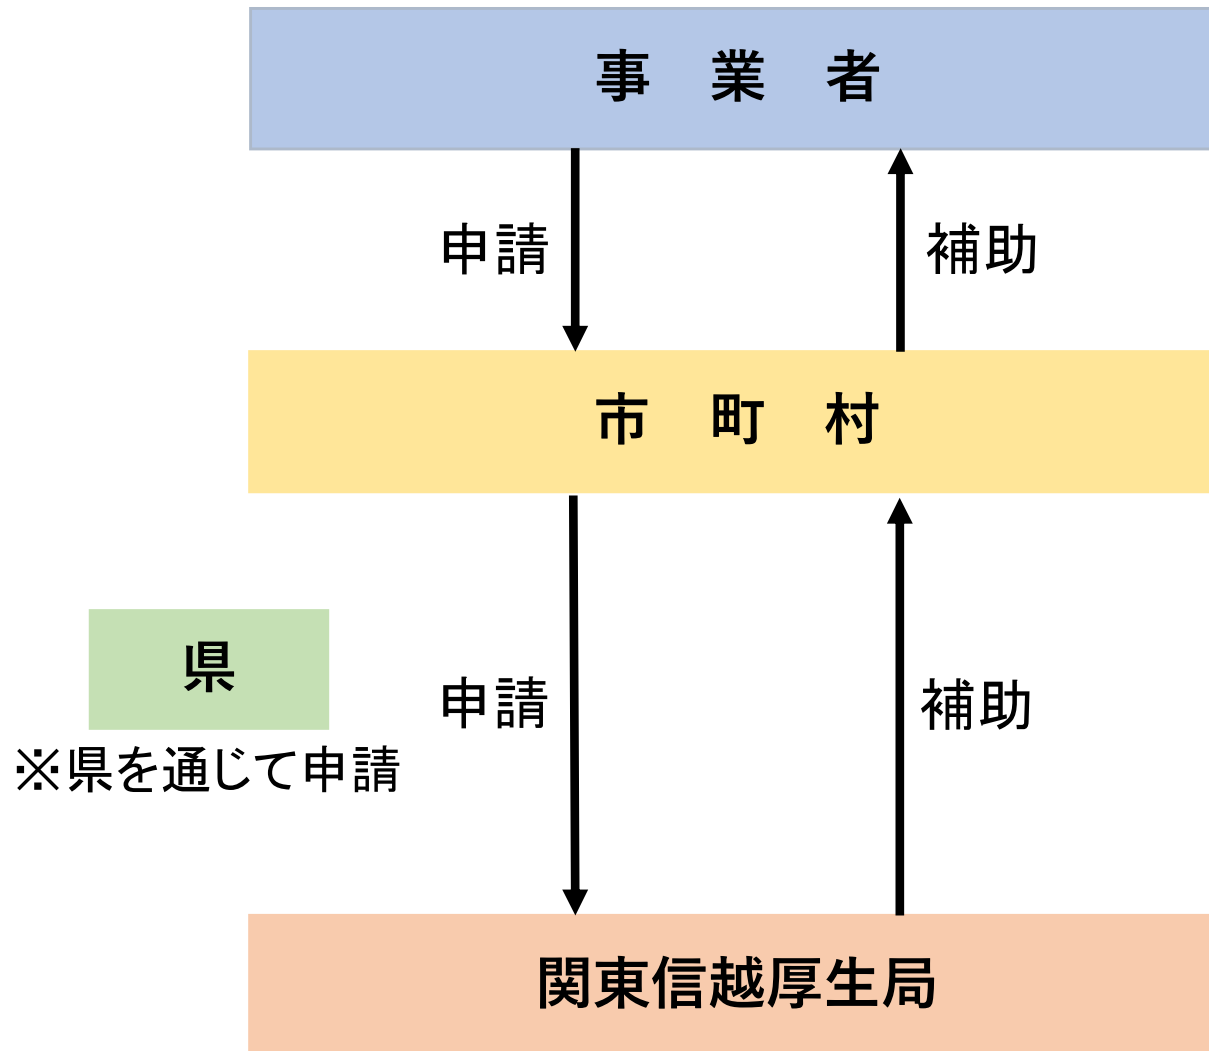 事　業　者
申請
補助
市　町　村
県
※県を通じて申請
申請
補助
関東信越厚生局